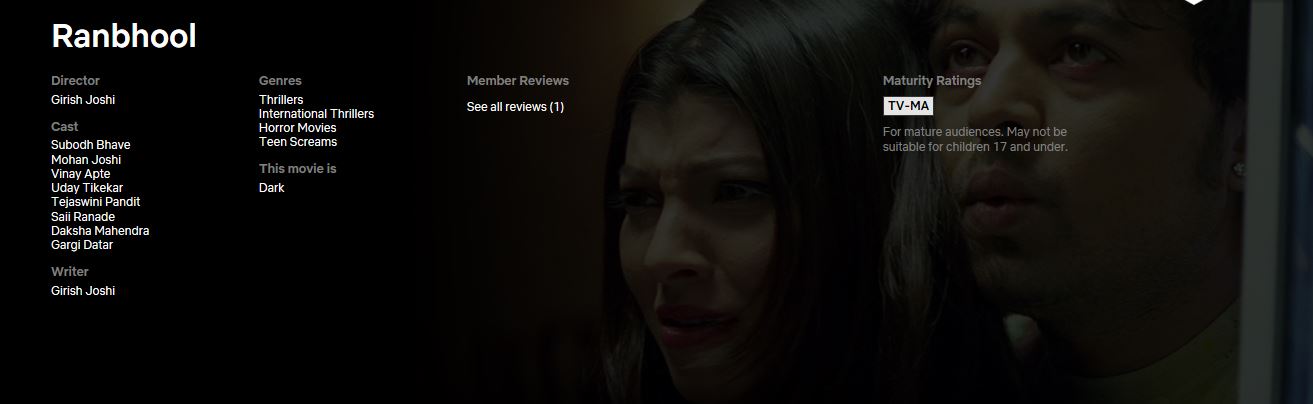 Ranbhool
Director
Girish Joshi
Cast
Subodh Bhave
Mohan Joshi
Vinay Apte
Uday Tikekar
Tejaswini Pandit
Saii Ranade
Daksha Mahendra
Gargi Datar
Writer
Girish Joshi
Genres
Thrillers
International Thrillers
Horror Movies
Teen Screams
This movie is
Dark
Member Reviews
See all reviews (1)
Maturity Ratings
TV-MA
For mature audiences. May not be
suitable for children 17 and under.